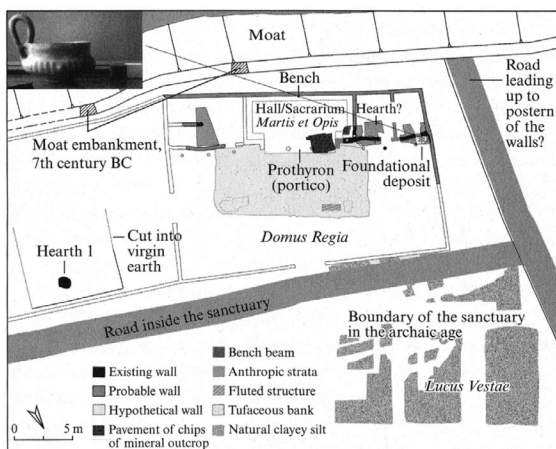 Moat
Road
leading
up to
postern
of the
walls?
Bench
Hall/Sacrarium
Martis et Opis
Hearth?
Moat embankment,
7th century BC
Prothyron
(portico)
Foundational
deposit
Domus Regia
Cut into
virgin
earth
Hearth 1
Road inside the sanctuary
Boundary of the sanctuary
in the archaic age
Lucus Vestae
Existing wall
Probable wall
Hypothetical wall
Pavement of chips
of mineral outcrop
Bench beam
Anthropic strata
Fluted structure
Tufaceous bank
Natural clayey silt
N
0 5 m